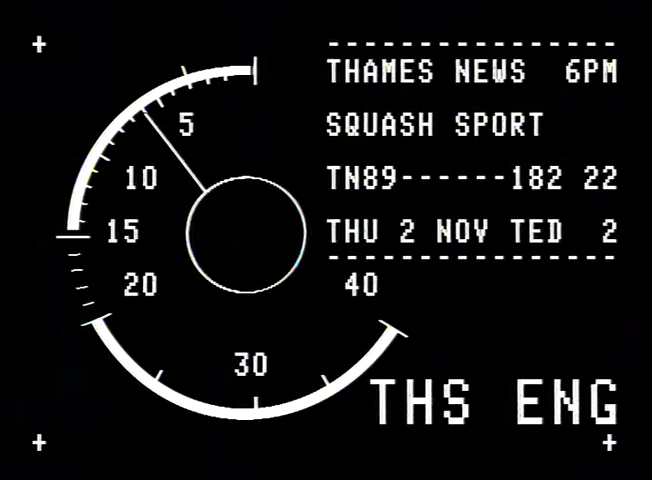 THAMES NEWS 6PM
SQUASH SPORT
TN89------182 22
THU 2 NOV TED 2
5
10
15
20
30
40
THS ENG